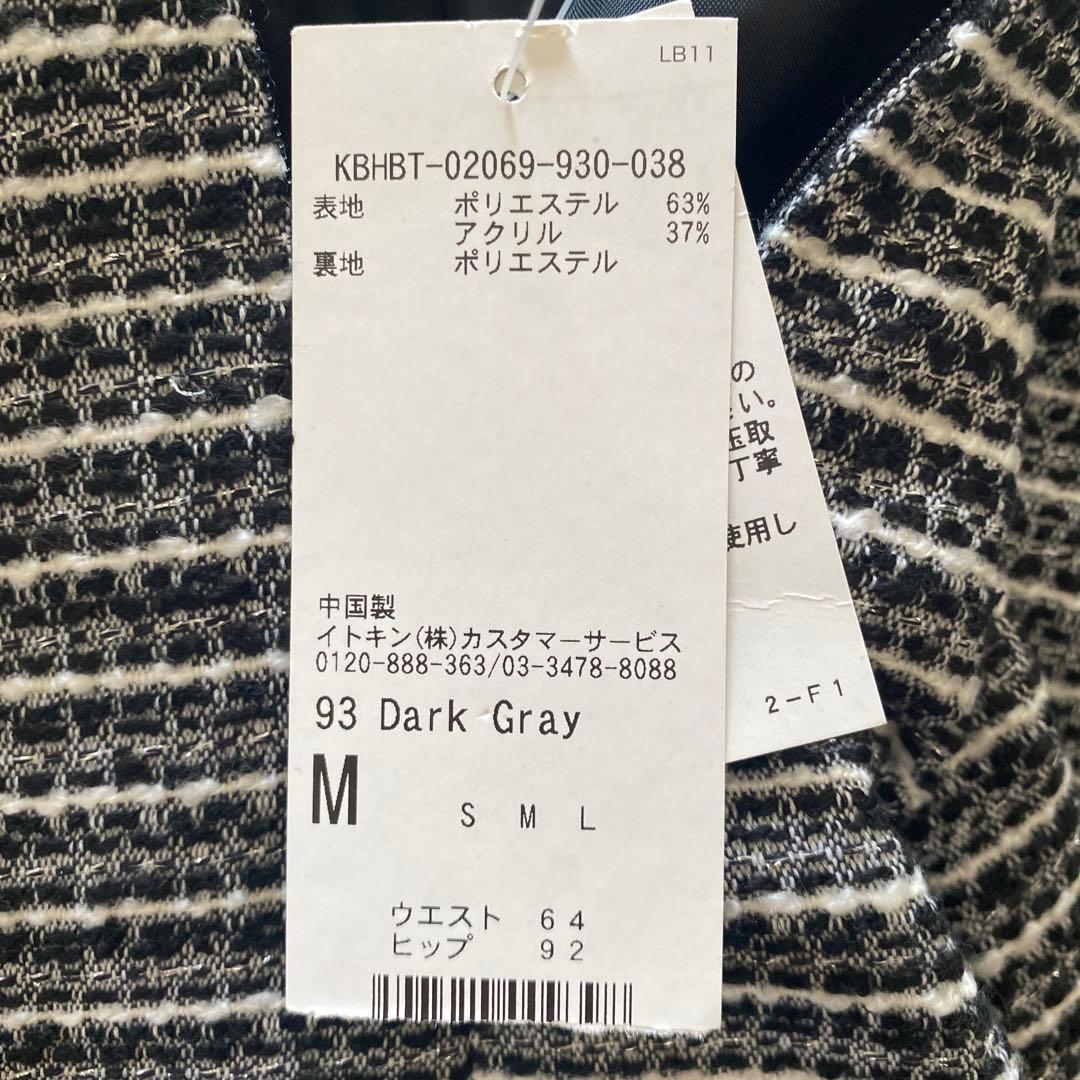 LB11
KBHBT-02069-930-038
表地 ポリエステル 63%
アクリル 37%
裏地 ポリエステル
中国製
イトキン(株)カスタマーサービス
0120-888-363/03-3478-8088
93 Dark Gray
M
S M L
ウエスト 64
ヒップ 92
の
い。
玉取
丁寧
使用し
2-F1